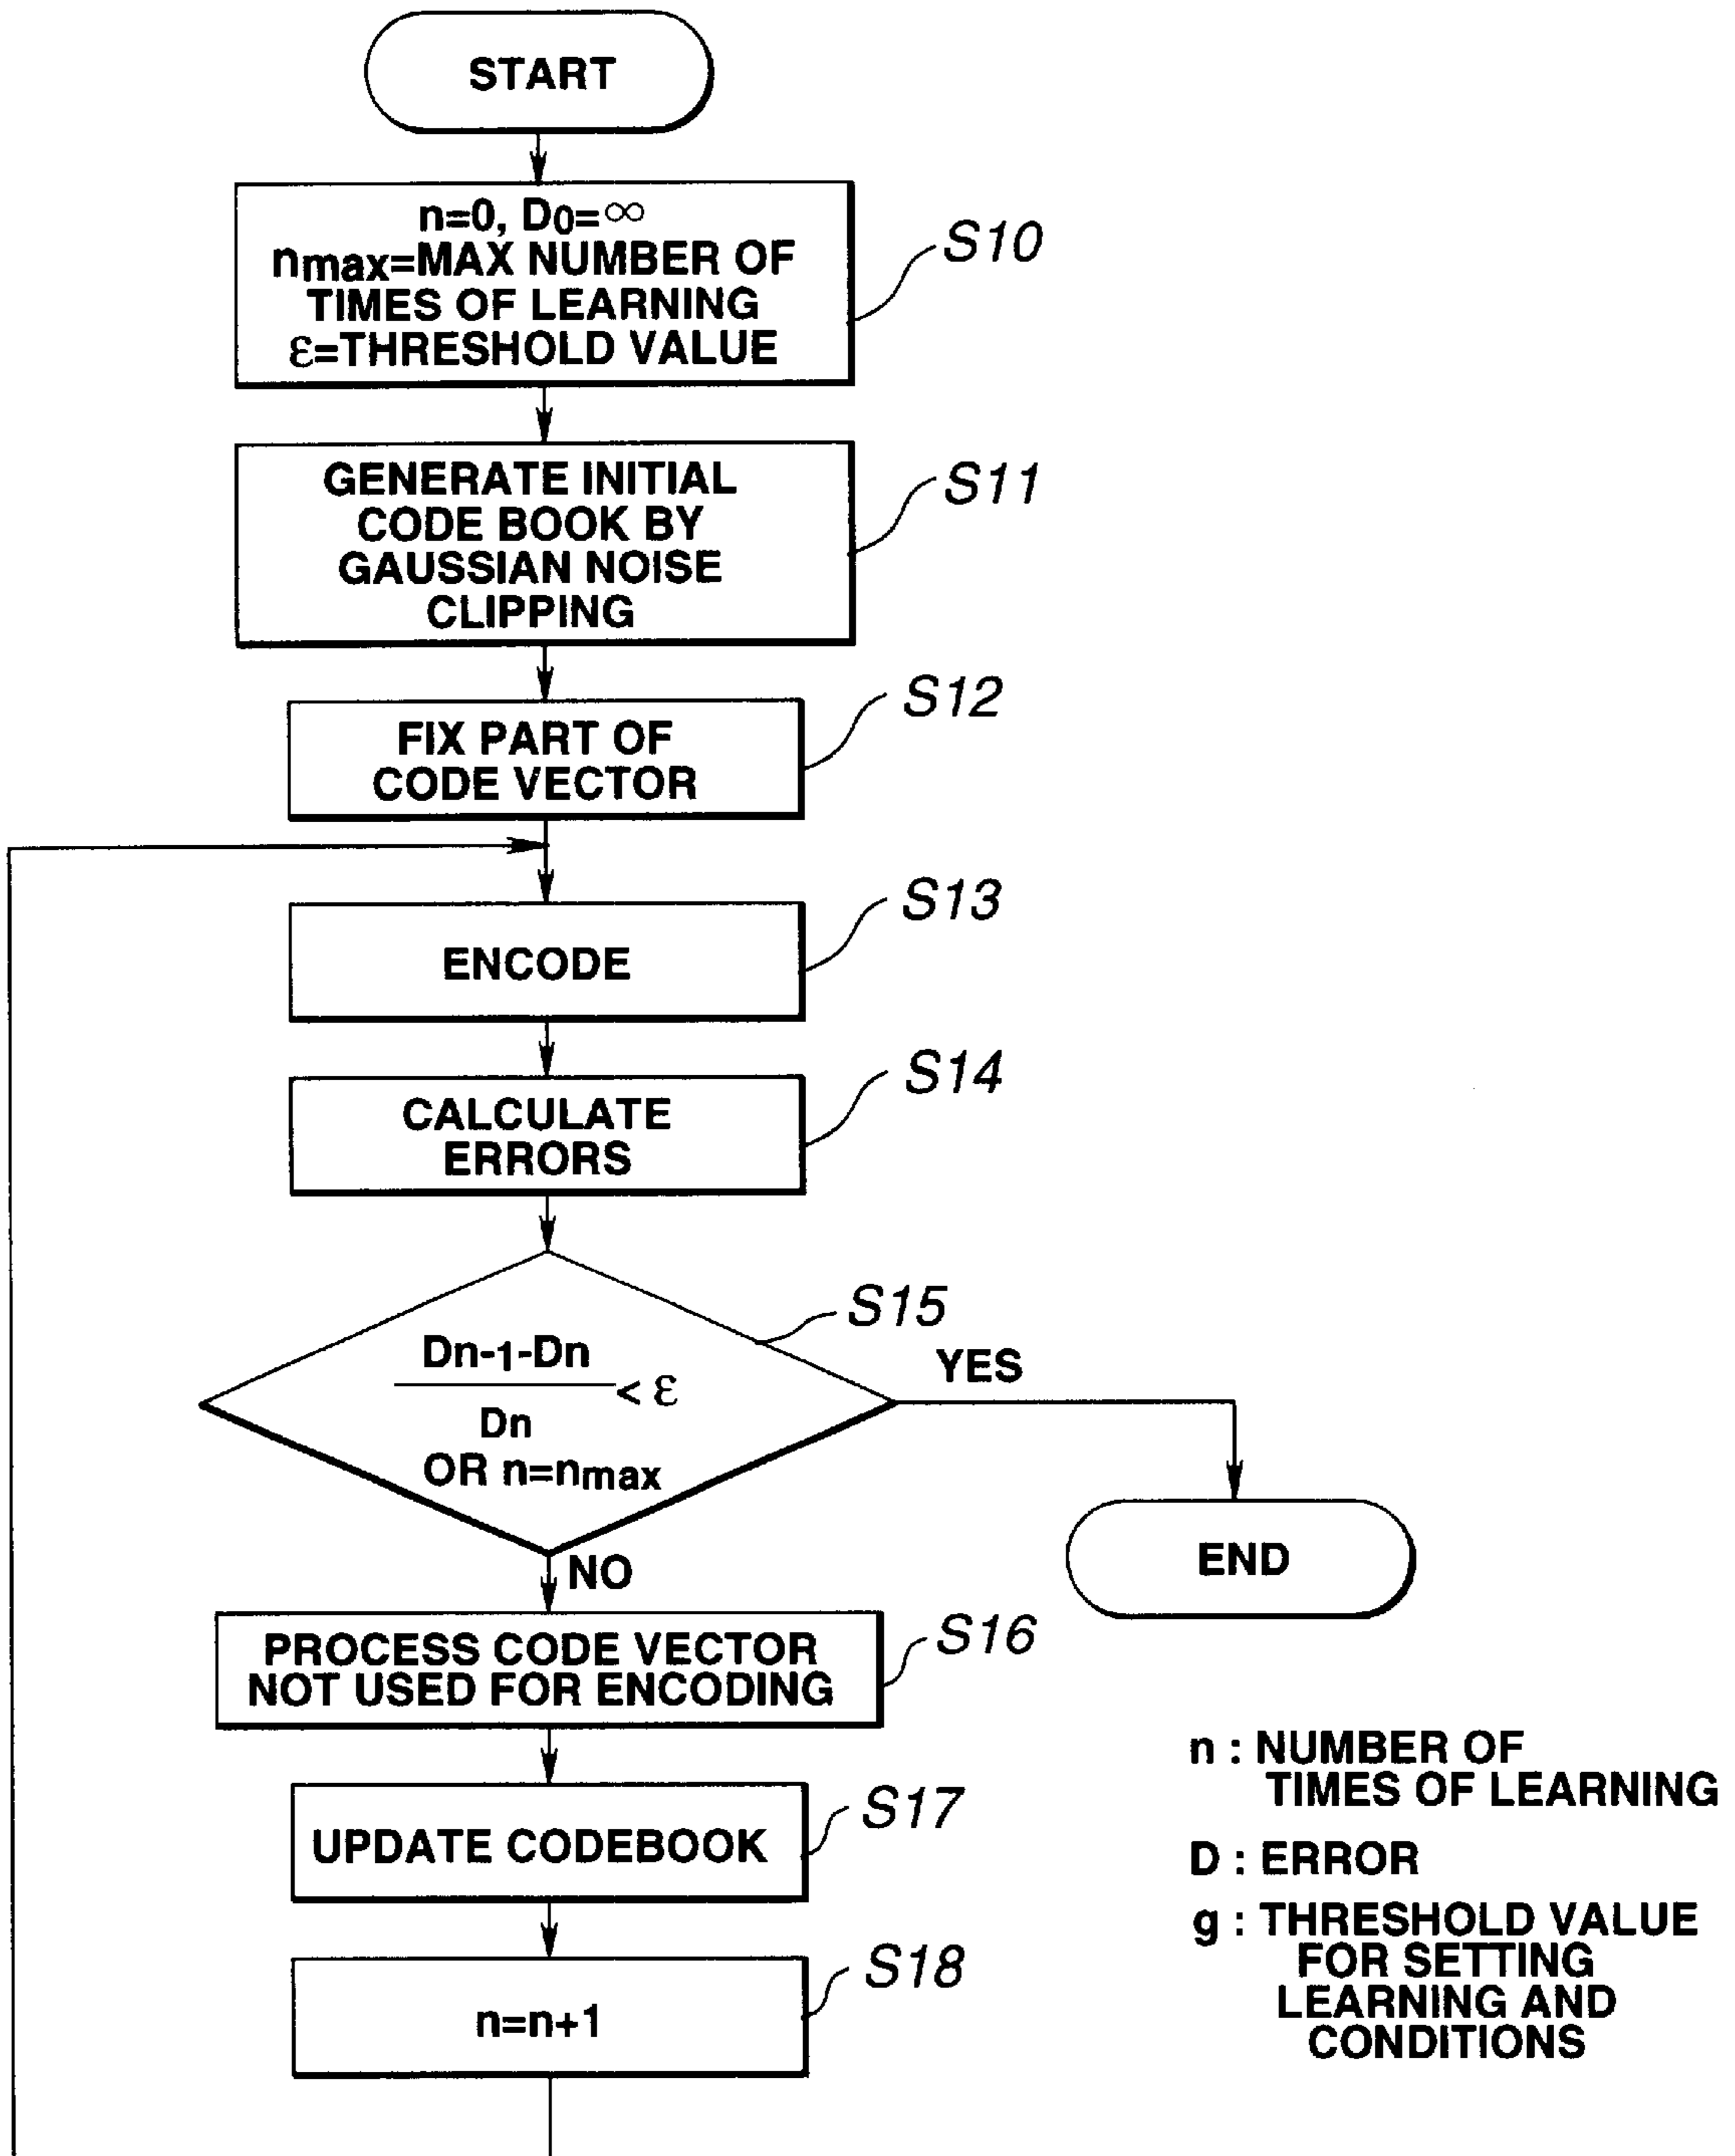 START
n=0, D0=∞
nmax=MAX NUMBER OF
TIMES OF LEARNING
ε=THRESHOLD VALUE
S10
GENERATE INITIAL
CODE BOOK BY
GAUSSIAN NOISE
CLIPPING
S11
FIX PART OF
CODE VECTOR
S12
ENCODE
S13
CALCULATE
ERRORS
S14
Dn-1-Dn
< ε
Dn
OR n=nmax
S15
YES
END
NO
PROCESS CODE VECTOR
NOT USED FOR ENCODING
S16
UPDATE CODEBOOK
S17
n=n+1
S18
n : NUMBER OF
TIMES OF LEARNING
D : ERROR
g : THRESHOLD VALUE
FOR SETTING
LEARNING AND
CONDITIONS